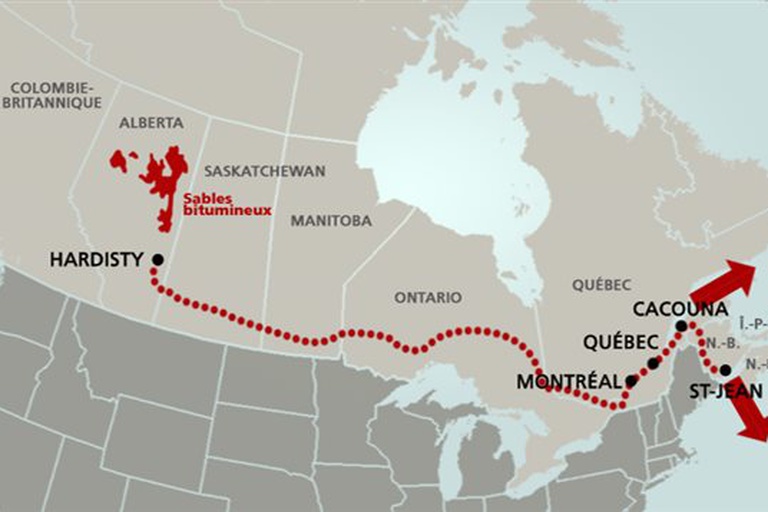 COLOMBIE-
BRITANNIQUE
ALBERTA
SASKATCHEWAN
Sables
bitumineux
MANITOBA
HARDISTY
ONTARIO
QUÉBEC
CACOUNA
Î.-P-
N.-B.
QUÉBEC
N.-
MONTRÉAL
ST-JEAN